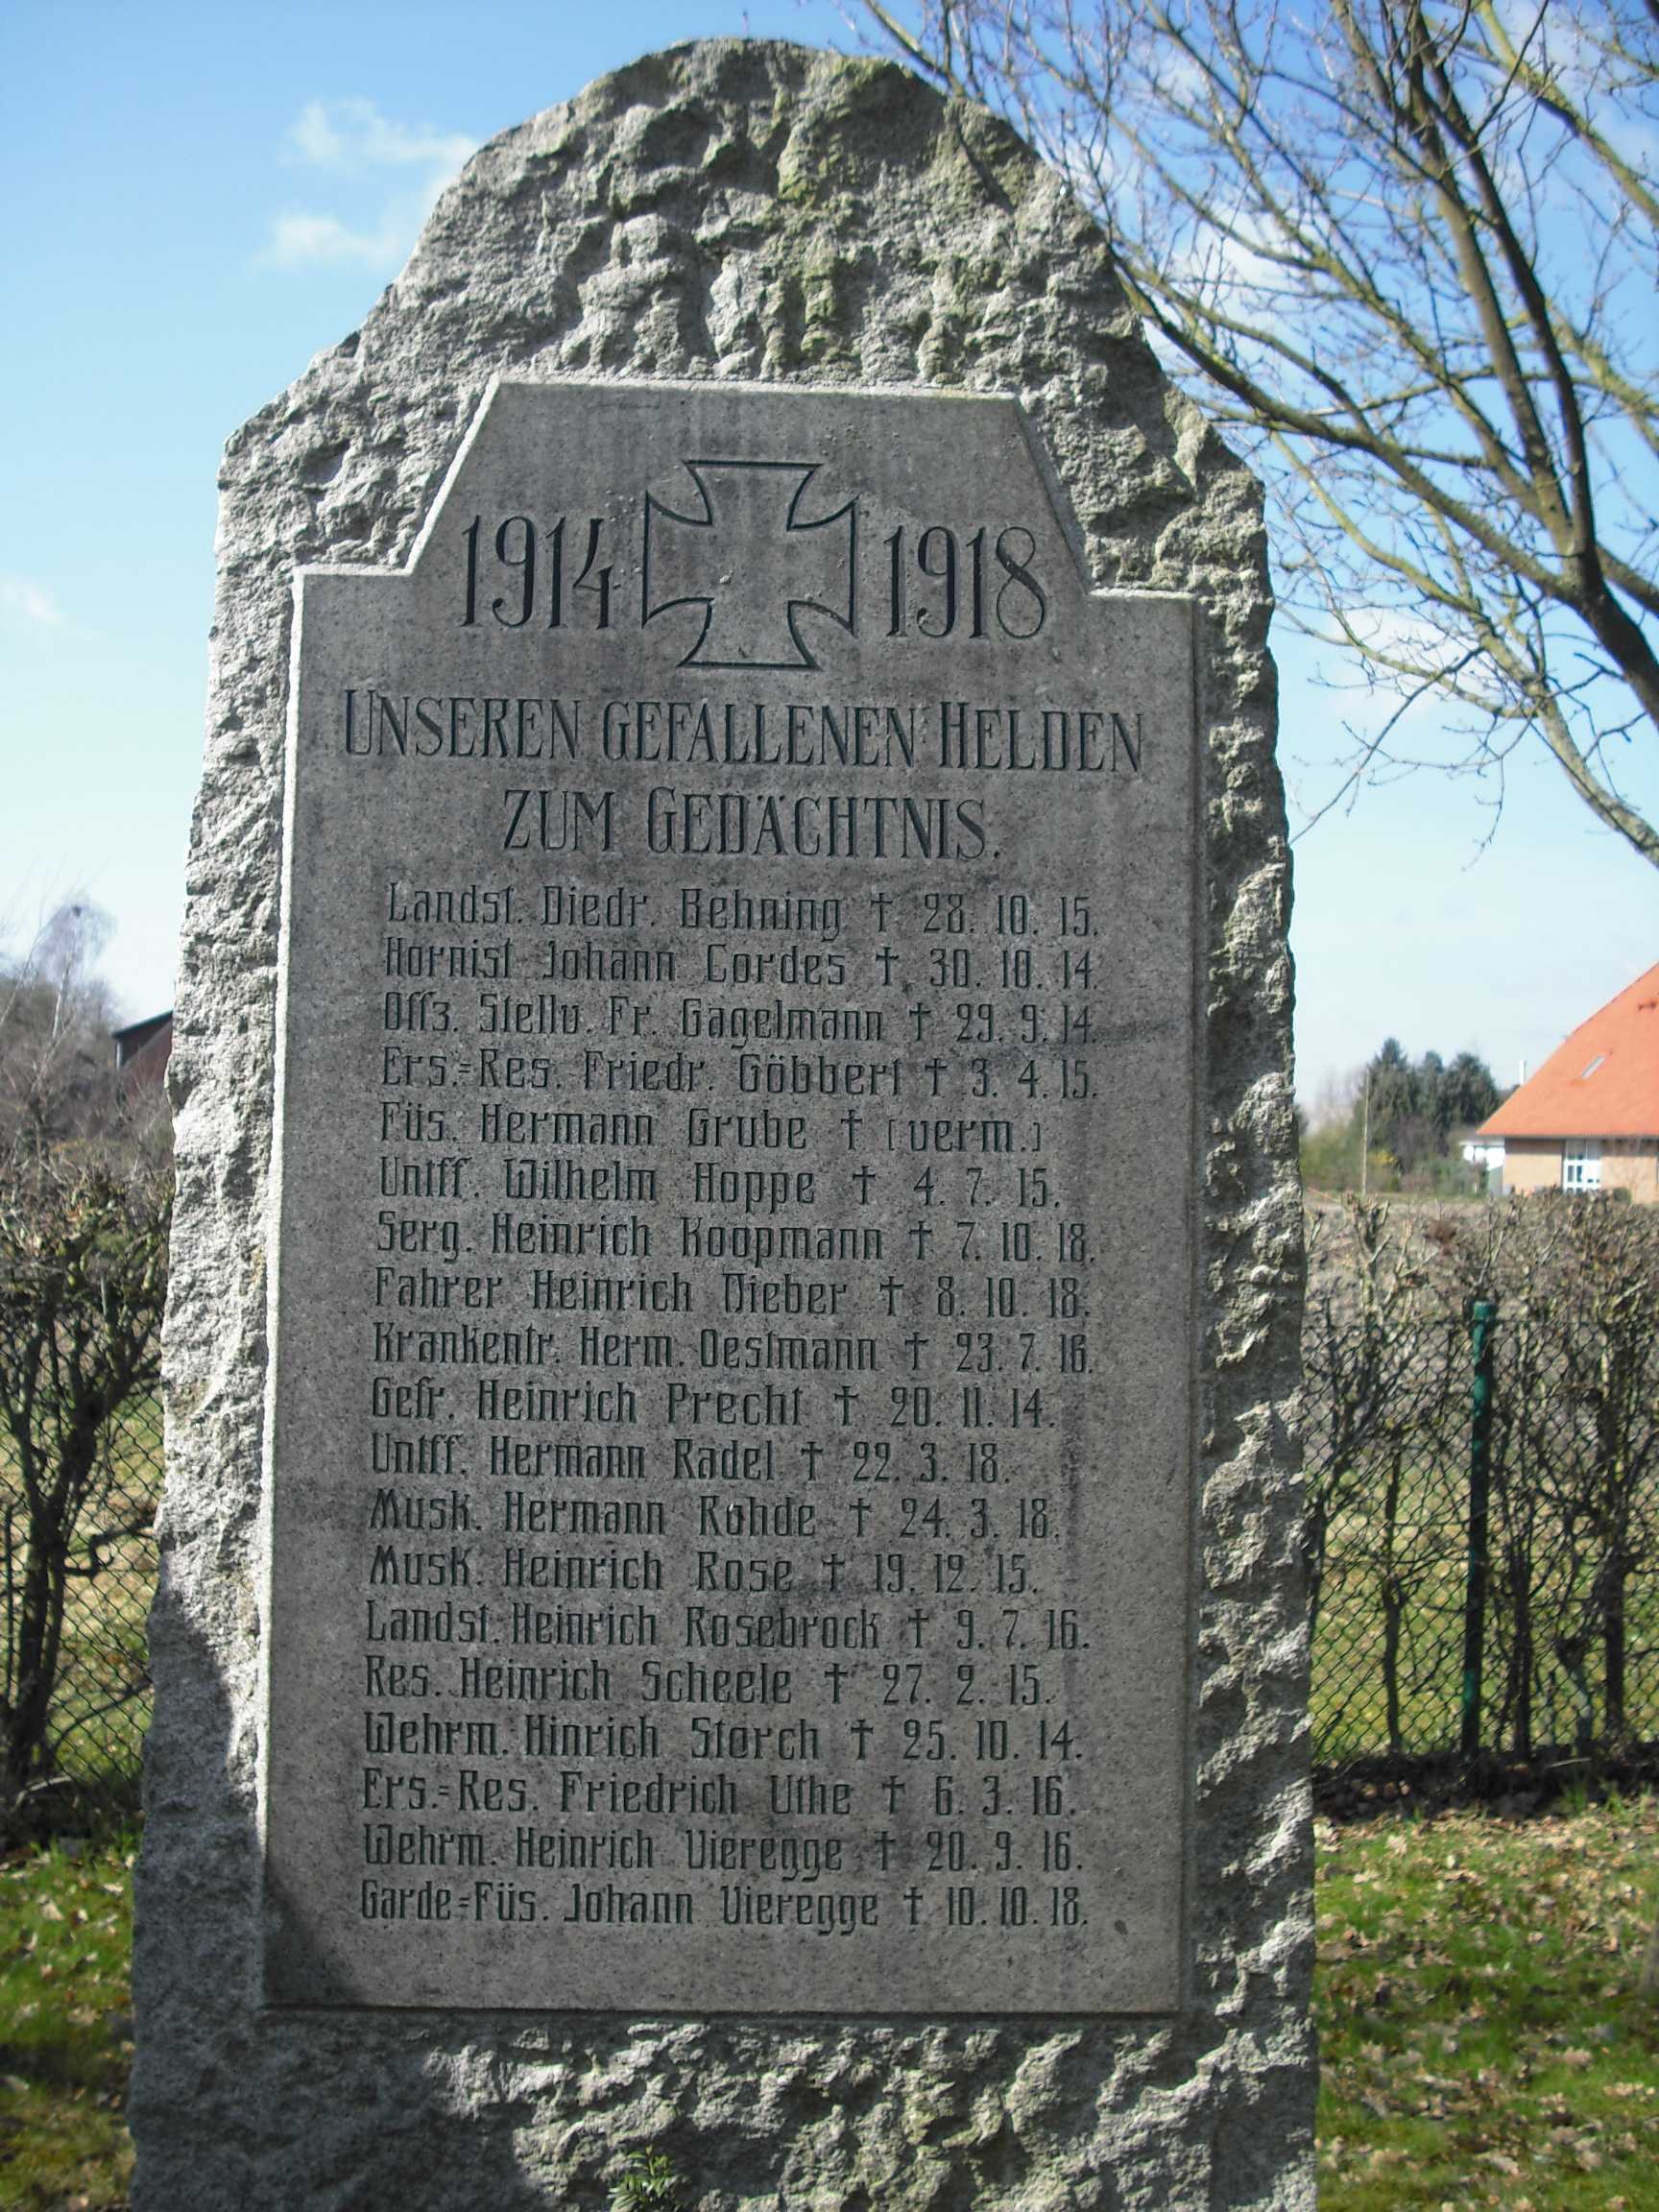 1914 1918
UNSEREN GEFALLENEN HELDEN
ZUM GEDÄCHTNIS.
Landst. Diedr. Behning † 28. 10. 15.
Hornist Johann Cordes † 30. 10. 14.
Offz. Stellv. Fr. Gagelmann † 29. 9. 14.
Ers.=Res. Friedr. Göbbert † 3. 4. 15.
Füs. Hermann Grube † [verm.]
Untff. Wilhelm Hoppe † 4. 7. 15.
Serg. Heinrich Koopmann † 7. 10. 18.
Fahrer Heinrich Dieber † 8. 10. 18.
Krankentr. Herm. Oestmann † 23. 7. 16.
Gefr. Heinrich Precht † 20. 11. 14.
Untff. Hermann Radel † 22. 3. 18.
Musk. Hermann Rohde † 24. 3. 18.
Musk. Heinrich Rose † 19. 12. 15.
Landst. Heinrich Rosebrock † 9. 7. 16.
Res. Heinrich Scheele † 27. 2. 15.
Wehrm. Hinrich Storch † 25. 10. 14.
Ers.=Res. Friedrich Uthe † 6. 3. 16.
Wehrm. Heinrich Vieregge † 20. 9. 16.
Garde=Füs. Johann Vieregge † 10. 10. 18.